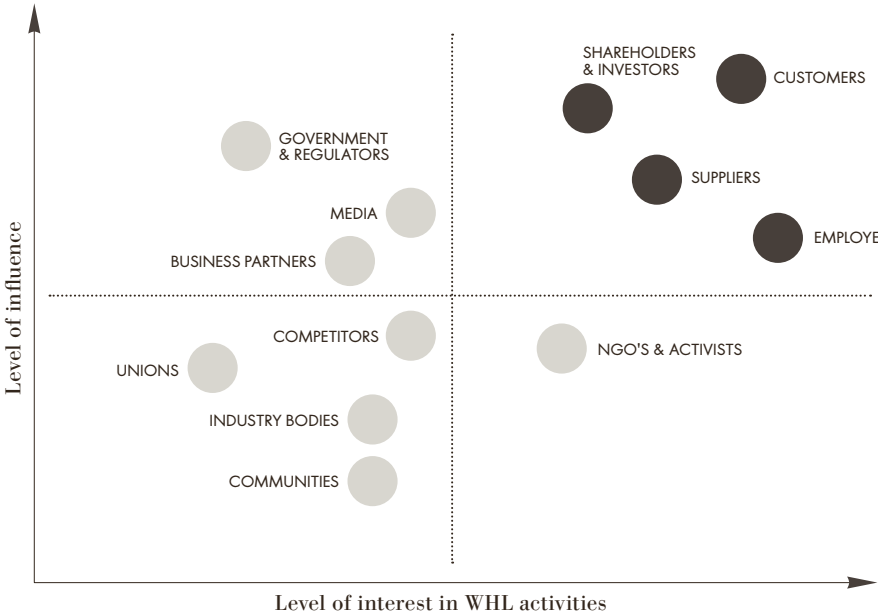 SHAREHOLDERS
& INVESTORS
CUSTOMERS
GOVERNMENT
& REGULATORS
SUPPLIERS
MEDIA
EMPLOYE
BUSINESS PARTNERS
COMPETITORS
NGO'S & ACTIVISTS
UNIONS
INDUSTRY BODIES
COMMUNITIES
Level of influence
Level of interest in WHL activities